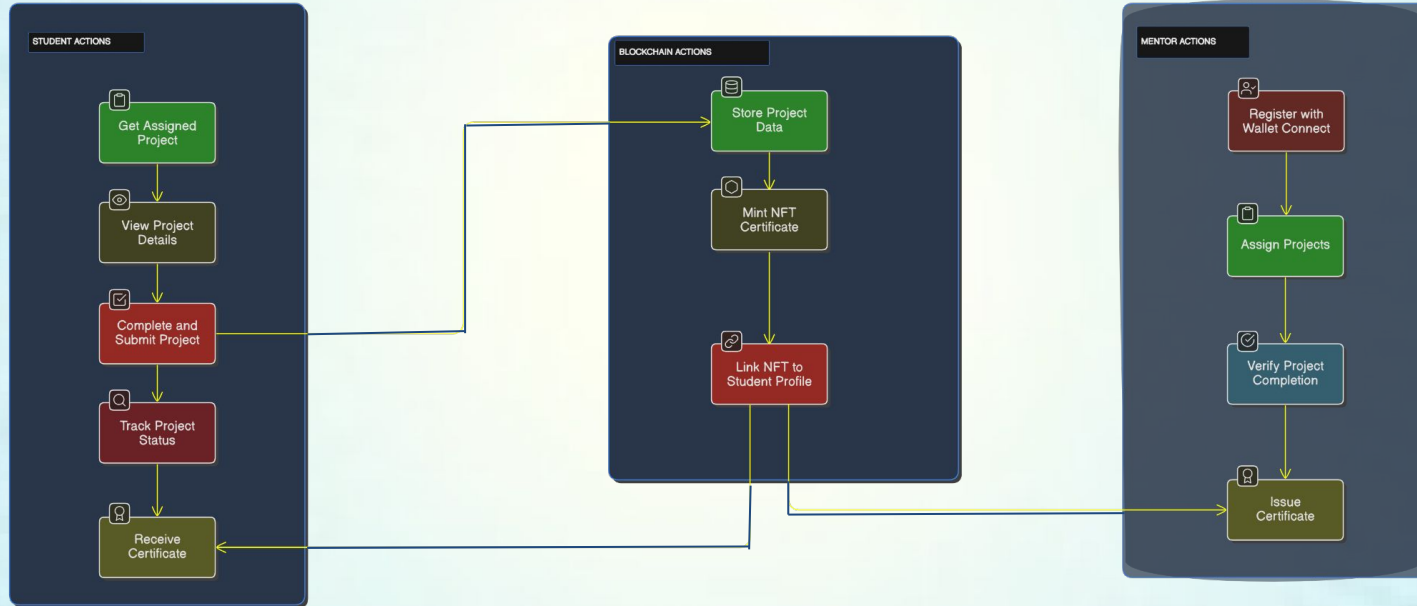 STUDENT ACTIONS
Get Assigned
Project
View Project
Details
Complete and
Submit Project
Track Project
Status
Receive
Certificate
BLOCKCHAIN ACTIONS
Store Project
Data
Mint NFT
Certificate
Link NFT to
Student Profile
MENTOR ACTIONS
Register with
Wallet Connect
Assign Projects
Verify Project
Completion
Issue
Certificate